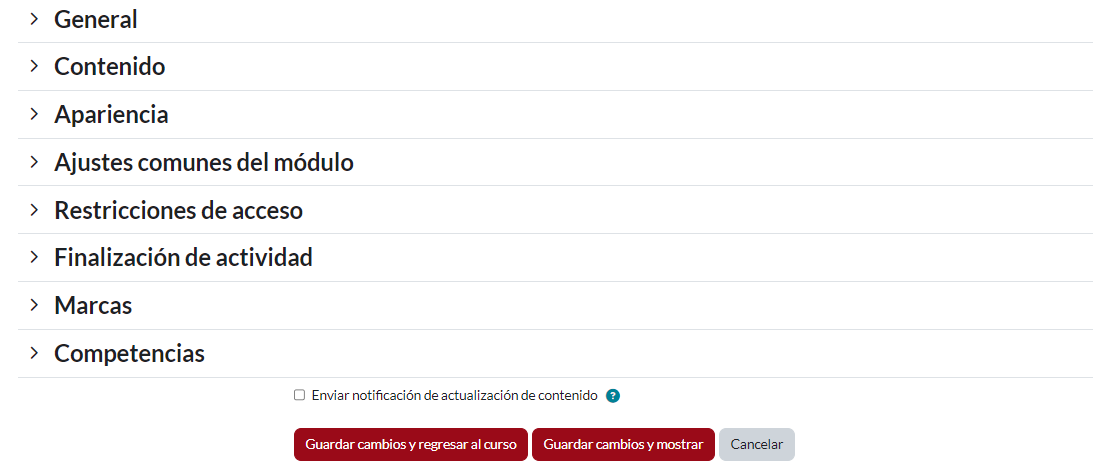 General
Contenido
Apariencia
Ajustes comunes del módulo
Restricciones de acceso
Finalización de actividad
Marcas
Competencias
Enviar notificación de actualización de contenido ?
Guardar cambios y regresar al curso Guardar cambios y mostrar Cancelar